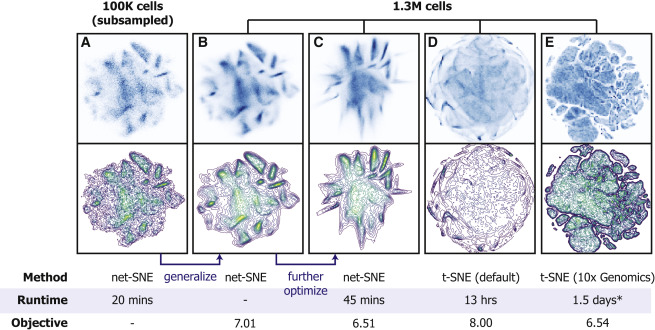 100K cells
(subsampled)
1.3M cells
A
B
C
D
E
Method net-SNE generalize net-SNE further optimize net-SNE t-SNE (default) t-SNE (10x Genomics)
Runtime 20 mins - 45 mins 13 hrs 1.5 days*
Objective - 7.01 6.51 8.00 6.54